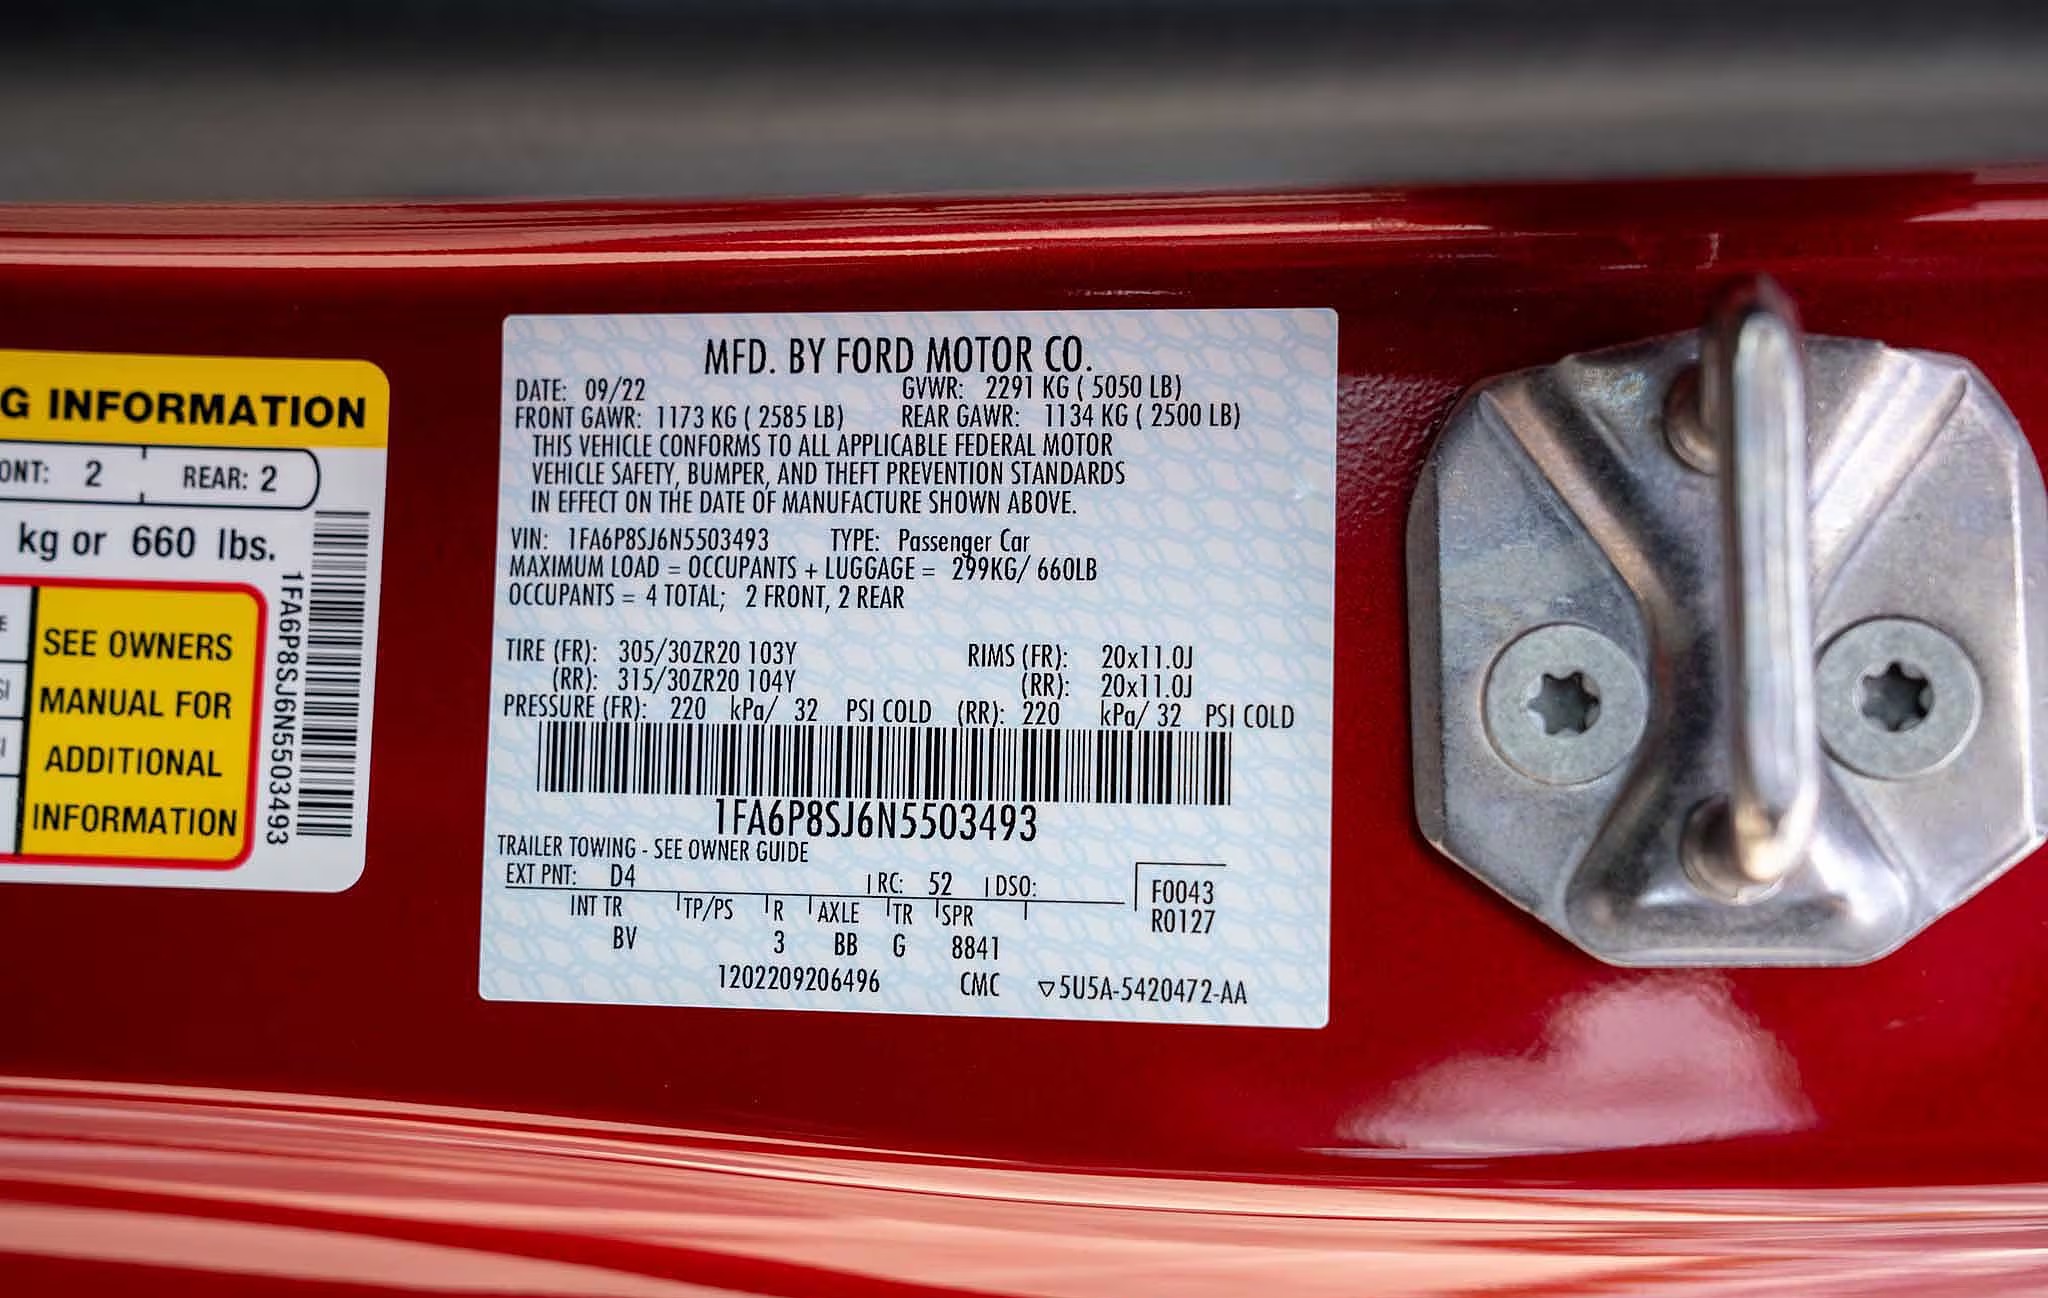 G INFORMATION
ONT: 2 REAR: 2
kg or 660 lbs.
SEE OWNERS
MANUAL FOR
ADDITIONAL
INFORMATION
1FA6P8SJ6N5503493
MFD. BY FORD MOTOR CO.
DATE: 09/22 GVWR: 2291 KG ( 5050 LB)
FRONT GAWR: 1173 KG ( 2585 LB) REAR GAWR: 1134 KG ( 2500 LB)
THIS VEHICLE CONFORMS TO ALL APPLICABLE FEDERAL MOTOR
VEHICLE SAFETY, BUMPER, AND THEFT PREVENTION STANDARDS
IN EFFECT ON THE DATE OF MANUFACTURE SHOWN ABOVE.
VIN: 1FA6P8SJ6N5503493 TYPE: Passenger Car
MAXIMUM LOAD = OCCUPANTS + LUGGAGE = 299KG/ 660LB
OCCUPANTS = 4 TOTAL; 2 FRONT, 2 REAR
TIRE (FR): 305/30ZR20 103Y RIMS (FR): 20x11.0J
(RR): 315/30ZR20 104Y (RR): 20x11.0J
PRESSURE (FR): 220 kPa/ 32 PSI COLD (RR): 220 kPa/ 32 PSI COLD
1FA6P8SJ6N5503493
TRAILER TOWING - SEE OWNER GUIDE
EXT PNT: D4 RC: 52 DSO: F0043
INT TR TP/PS R AXLE TR SPR R0127
BV 3 BB G 8841
1202209206496 CMC ▽5U5A-5420472-AA